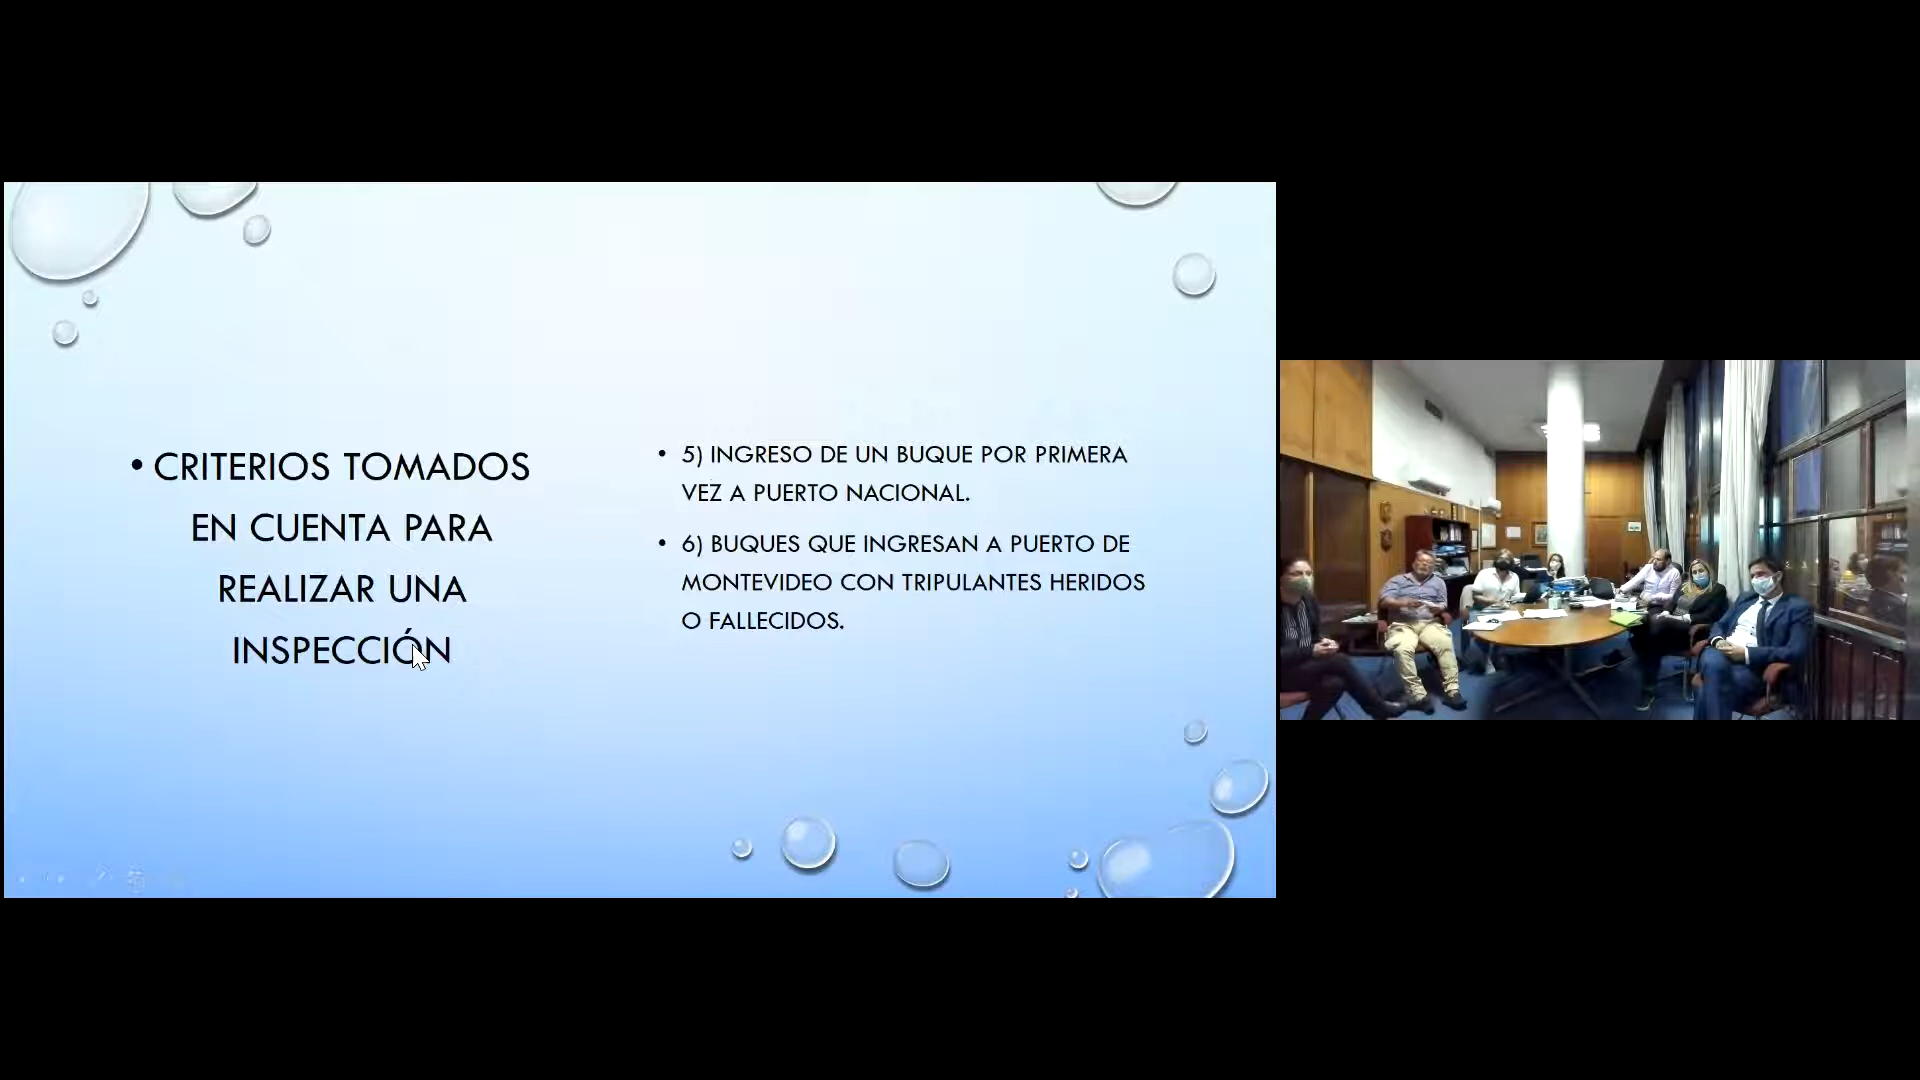 • CRITERIOS TOMADOS
EN CUENTA PARA
REALIZAR UNA
INSPECCIÓN
• 5) INGRESO DE UN BUQUE POR PRIMERA
VEZ A PUERTO NACIONAL.
• 6) BUQUES QUE INGRESAN A PUERTO DE
MONTEVIDEO CON TRIPULANTES HERIDOS
O FALLECIDOS.